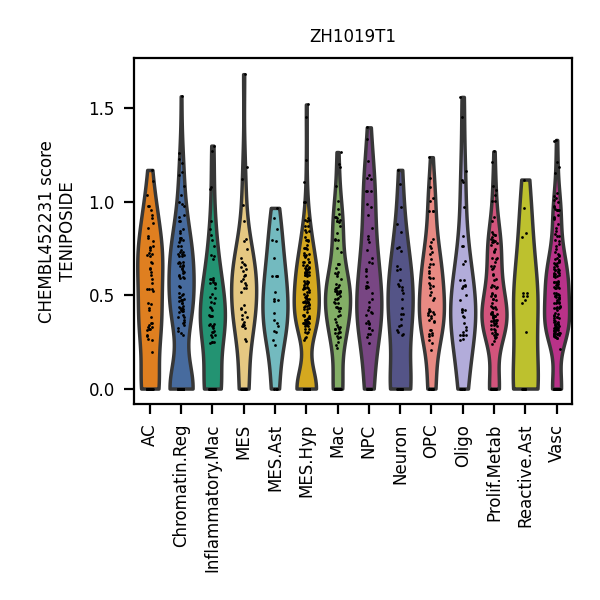 ZH1019T1
CHEMBL452231 score
TENIPOSIDE
1.5
1.0
0.5
0.0
AC
Chromatin.Reg
Inflammatory.Mac
MES
MES.Ast
MES.Hyp
Mac
NPC
Neuron
OPC
Oligo
Prolif.Metab
Reactive.Ast
Vasc